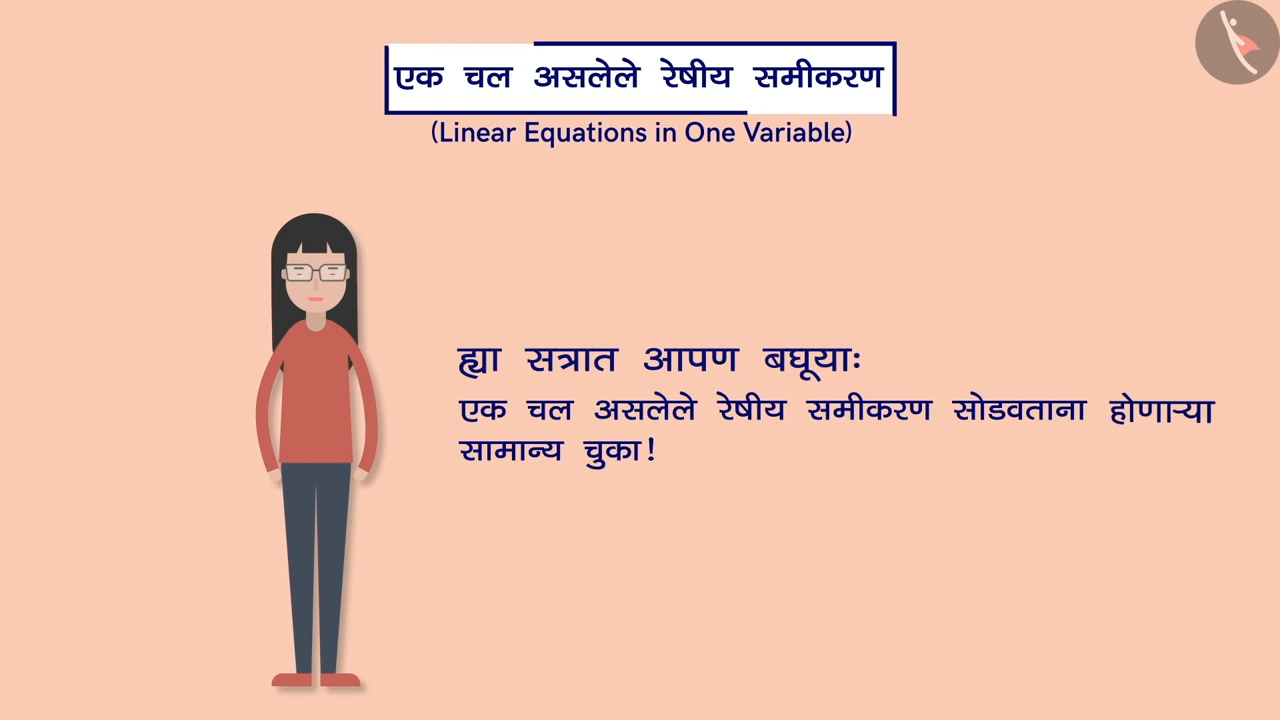 एक चल असलेले रेषीय समीकरण
(Linear Equations in One Variable)
ह्या सत्रात आपण बघूयाः
एक चल असलेले रेषीय समीकरण सोडवताना होणाऱ्या
सामान्य चुका!